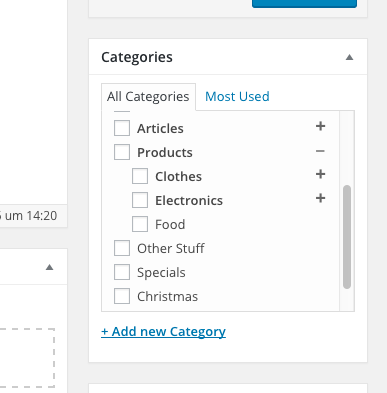 Categories
All Categories Most Used
Articles +
Products −
Clothes +
Electronics +
Food
Other Stuff
Specials
Christmas
+ Add new Category
um 14:20